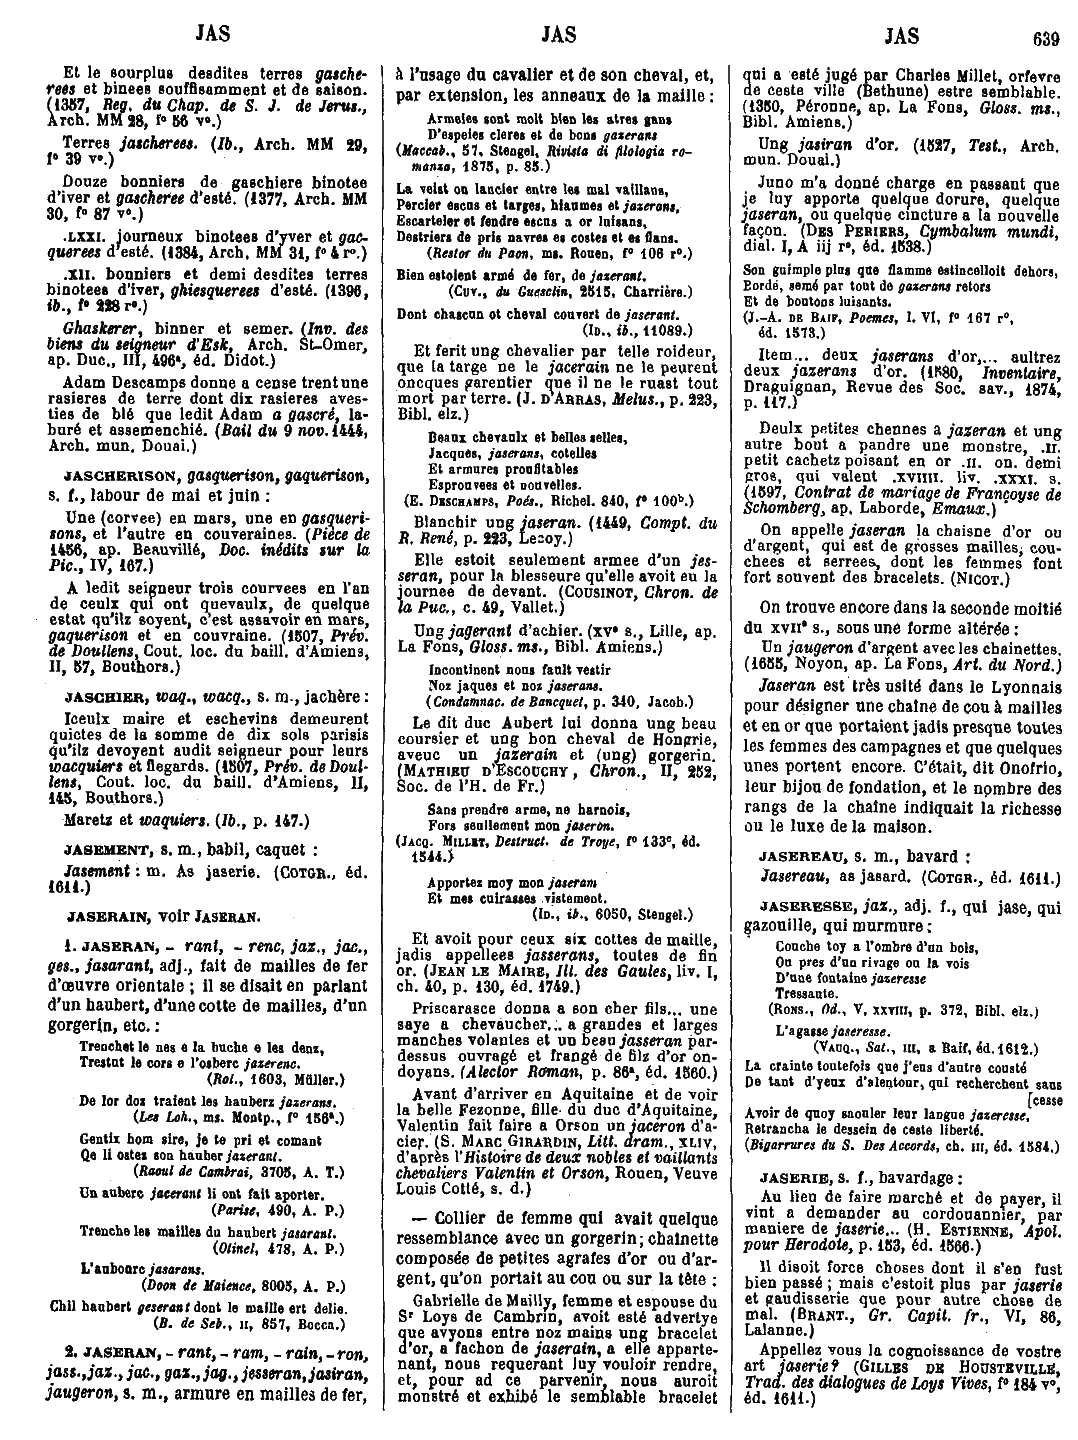 JAS
JAS
JAS
639
Et le sourplus desdites terres gasche-
rees et binees souffisamment et de saison.
(1357, Reg. du Chap. de S. J. de Jerus.,
Arch. MM 28, f° 56 v°.)
Terres jascherees. (Ib., Arch. MM 29,
f° 39 v°.)
Douze bonniers de gaschiere binotee
d'iver et gascheree d'esté. (1377, Arch. MM
30, f° 87 v°.)
.LXXI. journeux binotees d'yver et gac-
querees d'esté. (1384, Arch. MM 31, f° 4 r°.)
.XII. bonniers et demi desdites terres
binotees d'iver, ghiesquerees d'esté. (1396,
ib., f° 228 r°.)
Ghaskerer, binner et semer. (Inv. des
biens du seigneur d'Esk, Arch. St-Omer,
ap. Duc., III, 496ª, éd. Didot.)
Adam Descamps donne a cense trent une
rasieres de terre dont dix rasieres aves-
ties de blé que ledit Adam a gascré, la-
buré et assemenchié. (Bail du 9 nov. 1444,
Arch. mun. Douai.)
JASCHERISON, gasquerison, gaquerison,
s. f., labour de mai et juin :
Une (corvee) en mars, une en gasqueri-
sons, et l'autre en couveraines. (Pièce de
1456, ap. Beauvillé, Doc. inédits sur la
Pic., IV, 167.)
A ledit seigneur trois courvees en l'an
de ceulx qui ont quevaulx, de quelque
estat qu'ilz soyent, c'est assavoir en mars,
gaquerison et en couvraine. (1507, Prév.
de Doullens, Cout. loc. du baill. d'Amiens,
II, 57, Bouthors.)
JASCHIER, waq., wacq., s. m., jachère :
Iceulx maire et eschevins demeurent
quictes de la somme de dix sols parisis
qu'ilz devoyent audit seigneur pour leurs
wacquiers et flegards. (1507, Prév. de Doul-
lens, Cout. loc. du baill. d'Amiens, II,
145, Bouthors.)
Maretz et waquiers. (Ib., p. 147.)
JASEMENT, s. m., babil, caquet :
Jasement : m. As jaserie. (COTGR., éd.
1611.)
JASERAIN, voir JASERAN.
1. JASERAN, – rant, – renc, jaz., jac.,
ges., jasarant, adj., fait de mailles de fer
d'œuvre orientale ; il se disait en parlant
d'un haubert, d'une cotte de mailles, d'un
gorgerin, etc. :
Trenchet le nes e la buche e les denz,
Trestut le cors e l'osberc jazerenc.
(Rol., 1603, Müller.)
De lor doz traient les hauberz jazerans.
(Les Loh., ms. Montp., f° 156ª.)
Gentix hom sire, je te pri et comant
Qe li ostez son hauber jazerant.
(Raoul de Cambrai, 3705, A. T.)
Un auberc jacerant li ont fait aporter.
(Parise, 490, A. P.)
Trenche les mailles du haubert jasarant.
(Otinel, 478, A. P.)
L'auboarc jasarans.
(Doon de Maience, 8005, A. P.)
Chil haubert geserant dont le maille ert delie.
(B. de Seb., II, 857, Bocca.)
2. JASERAN, – rant, – ram, – rain, – ron,
jass., jaz., jac., gaz., jag., jesseran, jasiran,
jaugeron, s. m., armure en mailles de fer,
à l'usage du cavalier et de son cheval, et,
par extension, les anneaux de la maille :
Armeies sont molt bien les atres gans
D'espeies cleres et de bons gazerans
(Maccab., 57, Stengel, Rivista di filologia ro-
manza, 1875, p. 85.)
La veist on lancier entre les mal vaillans,
Percier escus et targes, hiaumes et jazerons,
Escarteler et fendre escus a or luisans,
Destriers de pris navres es costes et es flans.
(Restor du Paon, ms. Rouen, f° 106 r°.)
Bien estoient armé de fer, de jazerant.
(CUV., du Guesclin, 2515, Charrière.)
Dont chascun ot cheval couvert de jaserant.
(ID., ib., 11089.)
Et ferit ung chevalier par telle roideur,
que la targe ne le jacerain ne le peurent
oncques garentier que il ne le ruast tout
mort par terre. (J. D'ARRAS, Melus., p. 223,
Bibl. elz.)
Beaux chevaulx et belles selles,
Jacques, jaserans, cotelles
Et armures proufitables
Esprouvees et nouvelles.
(E. DESCHAMPS, Poés., Richel. 840, f° 100ᵇ.)
Blanchir ung jaseran. (1449, Compt. du
R. René, p. 223, Lecoy.)
Elle estoit seulement armee d'un jes-
seran, pour la blesseure qu'elle avoit eu la
journee de devant. (COUSINOT, Chron. de
la Puc., c. 49, Vallet.)
Ung jagerant d'achier. (XVᵉ s., Lille, ap.
La Fons, Gloss. ms., Bibl. Amiens.)
Incontinent nous fault vestir
Noz jaques et noz jaserans.
(Condamnac. de Bancquet, p. 340, Jacob.)
Le dit duc Aubert lui donna ung beau
coursier et ung bon cheval de Hongrie,
aveuc un jazerain et (ung) gorgerin.
(MATHIEU D'ESCOUCHY, Chron., II, 252,
Soc. de l'H. de Fr.)
Sans prendre arme, ne harnois,
Fors seullement mon jaseron.
(JACQ. MILLET, Destruct. de Troye, f° 133ᶜ, éd.
1544.)
Apportez moy mon jaseram
Et mes cuirasses vistement.
(ID., ib., 6050, Stengel.)
Et avoit pour ceux six cottes de maille,
jadis appellees jasserans, toutes de fin
or. (JEAN LE MAIRE, Ill. des Gaules, liv. I,
ch. 40, p. 130, éd. 1749.)
Priscarasce donna a son cher fils... une
saye a chevaucher... a grandes et larges
manches volantes et un beau jasseran par-
dessus ouvragé et frangé de filz d'or on-
doyans. (Alector Roman, p. 86ª, éd. 1560.)
Avant d'arriver en Aquitaine et de voir
la belle Fezonne, fille du duc d'Aquitaine,
Valentin fait faire a Orson un jaceron d'a-
cier. (S. MARC GIRARDIN, Litt. dram., XLIV,
d'après l'Histoire de deux nobles et vaillants
chevaliers Valentin et Orson, Rouen, Veuve
Louis Cotté, s. d.)
— Collier de femme qui avait quelque
ressemblance avec un gorgerin ; chaînette
composée de petites agrafes d'or ou d'ar-
gent, qu'on portait au cou ou sur la tête :
Gabrielle de Mailly, femme et espouse du
Sʳ Loys de Cambrin, avoit esté advertye
que avyons entre noz mains ung bracelet
d'or, a fachon de jaserain, a elle apparte-
nant, nous requerant luy vouloir rendre,
et, pour ad ce parvenir, nous auroit
monstré et exhibé le semblable bracelet
qui a esté jugé par Charles Millet, orfevre
de ceste ville (Bethune) estre semblable.
(1350, Péronne, ap. La Fons, Gloss. ms.,
Bibl. Amiens.)
Ung jasiran d'or. (1527, Test., Arch.
mun. Douai.)
Juno m'a donné charge en passant que
je luy apporte quelque dorure, quelque
jaseran, ou quelque cincture a la nouvelle
façon. (DES PERIERS, Cymbalum mundi,
dial. I, A iij r°, éd. 1538.)
Son guimple plus que flamme estincelloit dehors,
Bordé, semé par tout de gazerans retors
Et de boutons luisants.
(J.-A. DE BAIF, Poemes, l. VI, f° 167 r°,
éd. 1573.)
Item... deux jaserans d'or,... aultrez
deux jazerans d'or. (1580, Inventaire,
Draguignan, Revue des Soc. sav., 1874,
p. 117.)
Deulx petites chennes a jazeran et ung
autre bout a pandre une monstre, .II.
petit cachetz poisant en or .II. on. demi
gros, qui valent .XVIIII. liv. .XXXI. s.
(1597, Contrat de mariage de Françoyse de
Schomberg, ap. Laborde, Emaux.)
On appelle jaseran la chaisne d'or ou
d'argent, qui est de grosses mailles, cou-
chees et serrees, dont les femmes font
fort souvent des bracelets. (NICOT.)
On trouve encore dans la seconde moitié
du XVIIᵉ s., sous une forme altérée :
Un jaugeron d'argent avec les chainettes.
(1655, Noyon, ap. La Fons, Art. du Nord.)
Jaseran est très usité dans le Lyonnais
pour désigner une chaîne de cou à mailles
et en or que portaient jadis presque toutes
les femmes des campagnes et que quelques
unes portent encore. C'était, dit Onofrio,
leur bijou de fondation, et le nombre des
rangs de la chaîne indiquait la richesse
ou le luxe de la maison.
JASEREAU, s. m., bavard :
Jasereau, as jasard. (COTGR., éd. 1611.)
JASERESSE, jaz., adj. f., qui jase, qui
gazouille, qui murmure :
Couche toy a l'ombre d'un bois,
Ou pres d'un rivage ou la vois
D'une fontaine jazeresse
Tressaute.
(RONS., Od., V, XXVIII, p. 372, Bibl. elz.)
L'agasse jaseresse.
(VAUQ., Sat., III, a Baif, éd. 1612.)
La crainte toutefois que j'eus d'autre cousté
De tant d'yeux d'alentour, qui recherchent sans
[cesse
Avoir de quoy saouler leur langue jazeresse,
Retrancha le dessein de ceste liberté.
(Bigarrures du S. Des Accords, ch. III, éd. 1584.)
JASERIE, s. f., bavardage :
Au lieu de faire marché et de payer, il
vint a demander au cordouannier, par
maniere de jaserie... (H. ESTIENNE, Apol.
pour Herodote, p. 153, éd. 1566.)
Il disoit force choses dont il s'en fust
bien passé ; mais c'estoit plus par jaserie
et gaudisserie que pour autre chose de
mal. (BRANT., Gr. Capit. fr., VI, 86,
Lalanne.)
Appellez vous la cognoissance de vostre
art jaserie? (GILLES DE HOUSTEVILLE,
Trad. des dialogues de Loys Vives, f° 184 v°,
éd. 1611.)